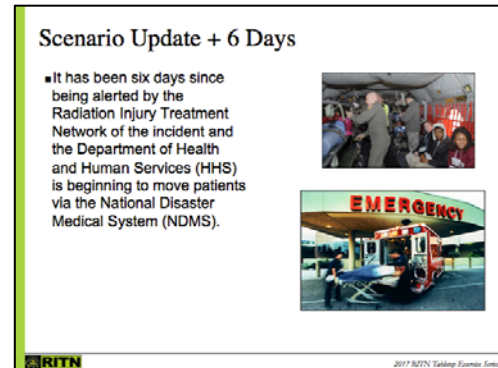 Scenario Update + 6 Days
▪It has been six days since
being alerted by the
Radiation Injury Treatment
Network of the incident and
the Department of Health
and Human Services (HHS)
is beginning to move patients
via the National Disaster
Medical System (NDMS).
EMERGENCY
RITN
2017 RITN Tabletop Exercise Series